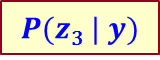 P(z₃ | y)